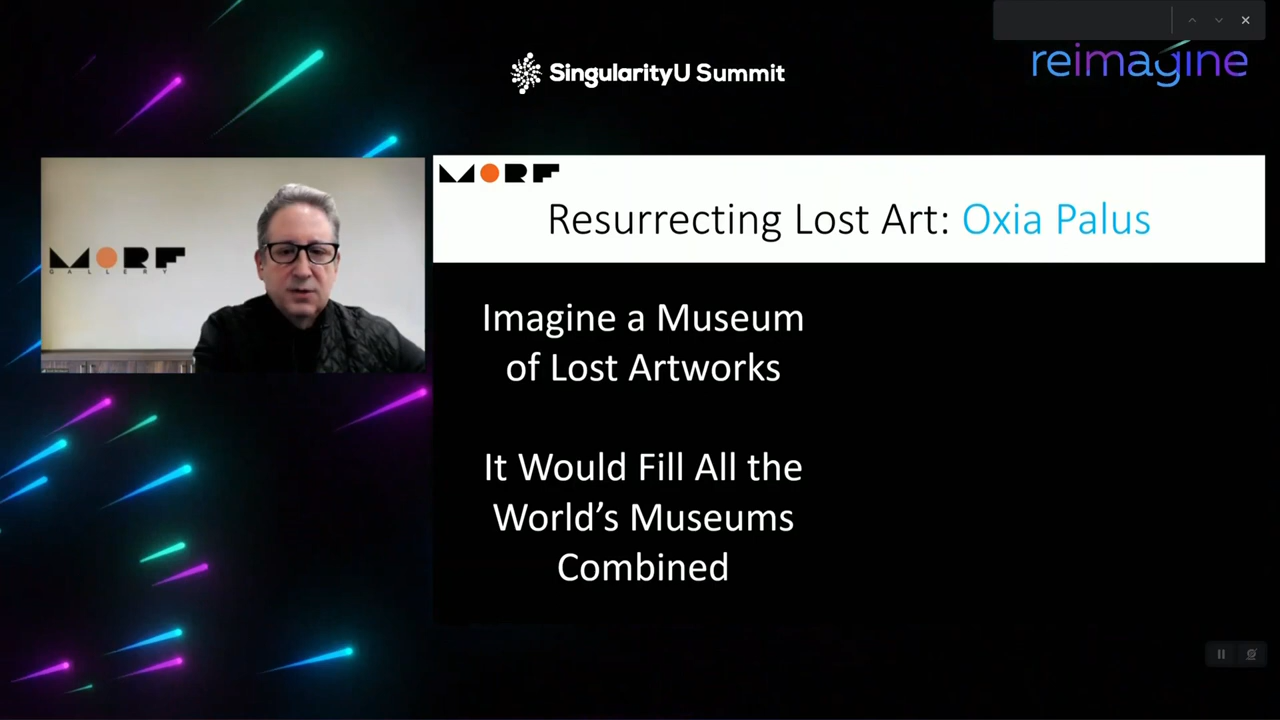 SingularityU Summit
reimagine
MORF
GALLERY
MORF
Resurrecting Lost Art: Oxia Palus
Imagine a Museum
of Lost Artworks
It Would Fill All the
World’s Museums
Combined